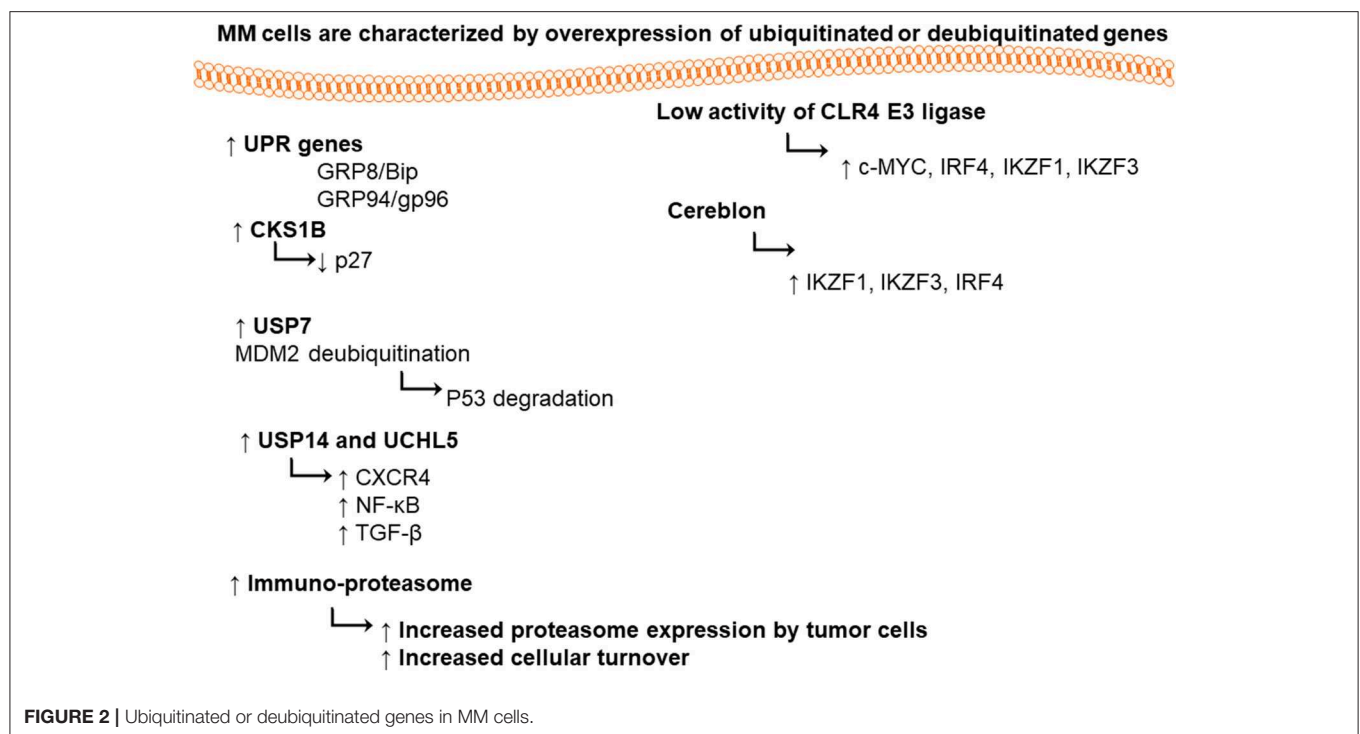 MM cells are characterized by overexpression of ubiquitinated or deubiquitinated genes
↑ UPR genes
GRP8/Bip
GRP94/gp96
↑ CKS1B
↓ p27
↑ USP7
MDM2 deubiquitination
P53 degradation
↑ USP14 and UCHL5
↑ CXCR4
↑ NF-κB
↑ TGF-β
↑ Immuno-proteasome
↑ Increased proteasome expression by tumor cells
↑ Increased cellular turnover
Low activity of CLR4 E3 ligase
↑ c-MYC, IRF4, IKZF1, IKZF3
Cereblon
↑ IKZF1, IKZF3, IRF4
FIGURE 2 | Ubiquitinated or deubiquitinated genes in MM cells.